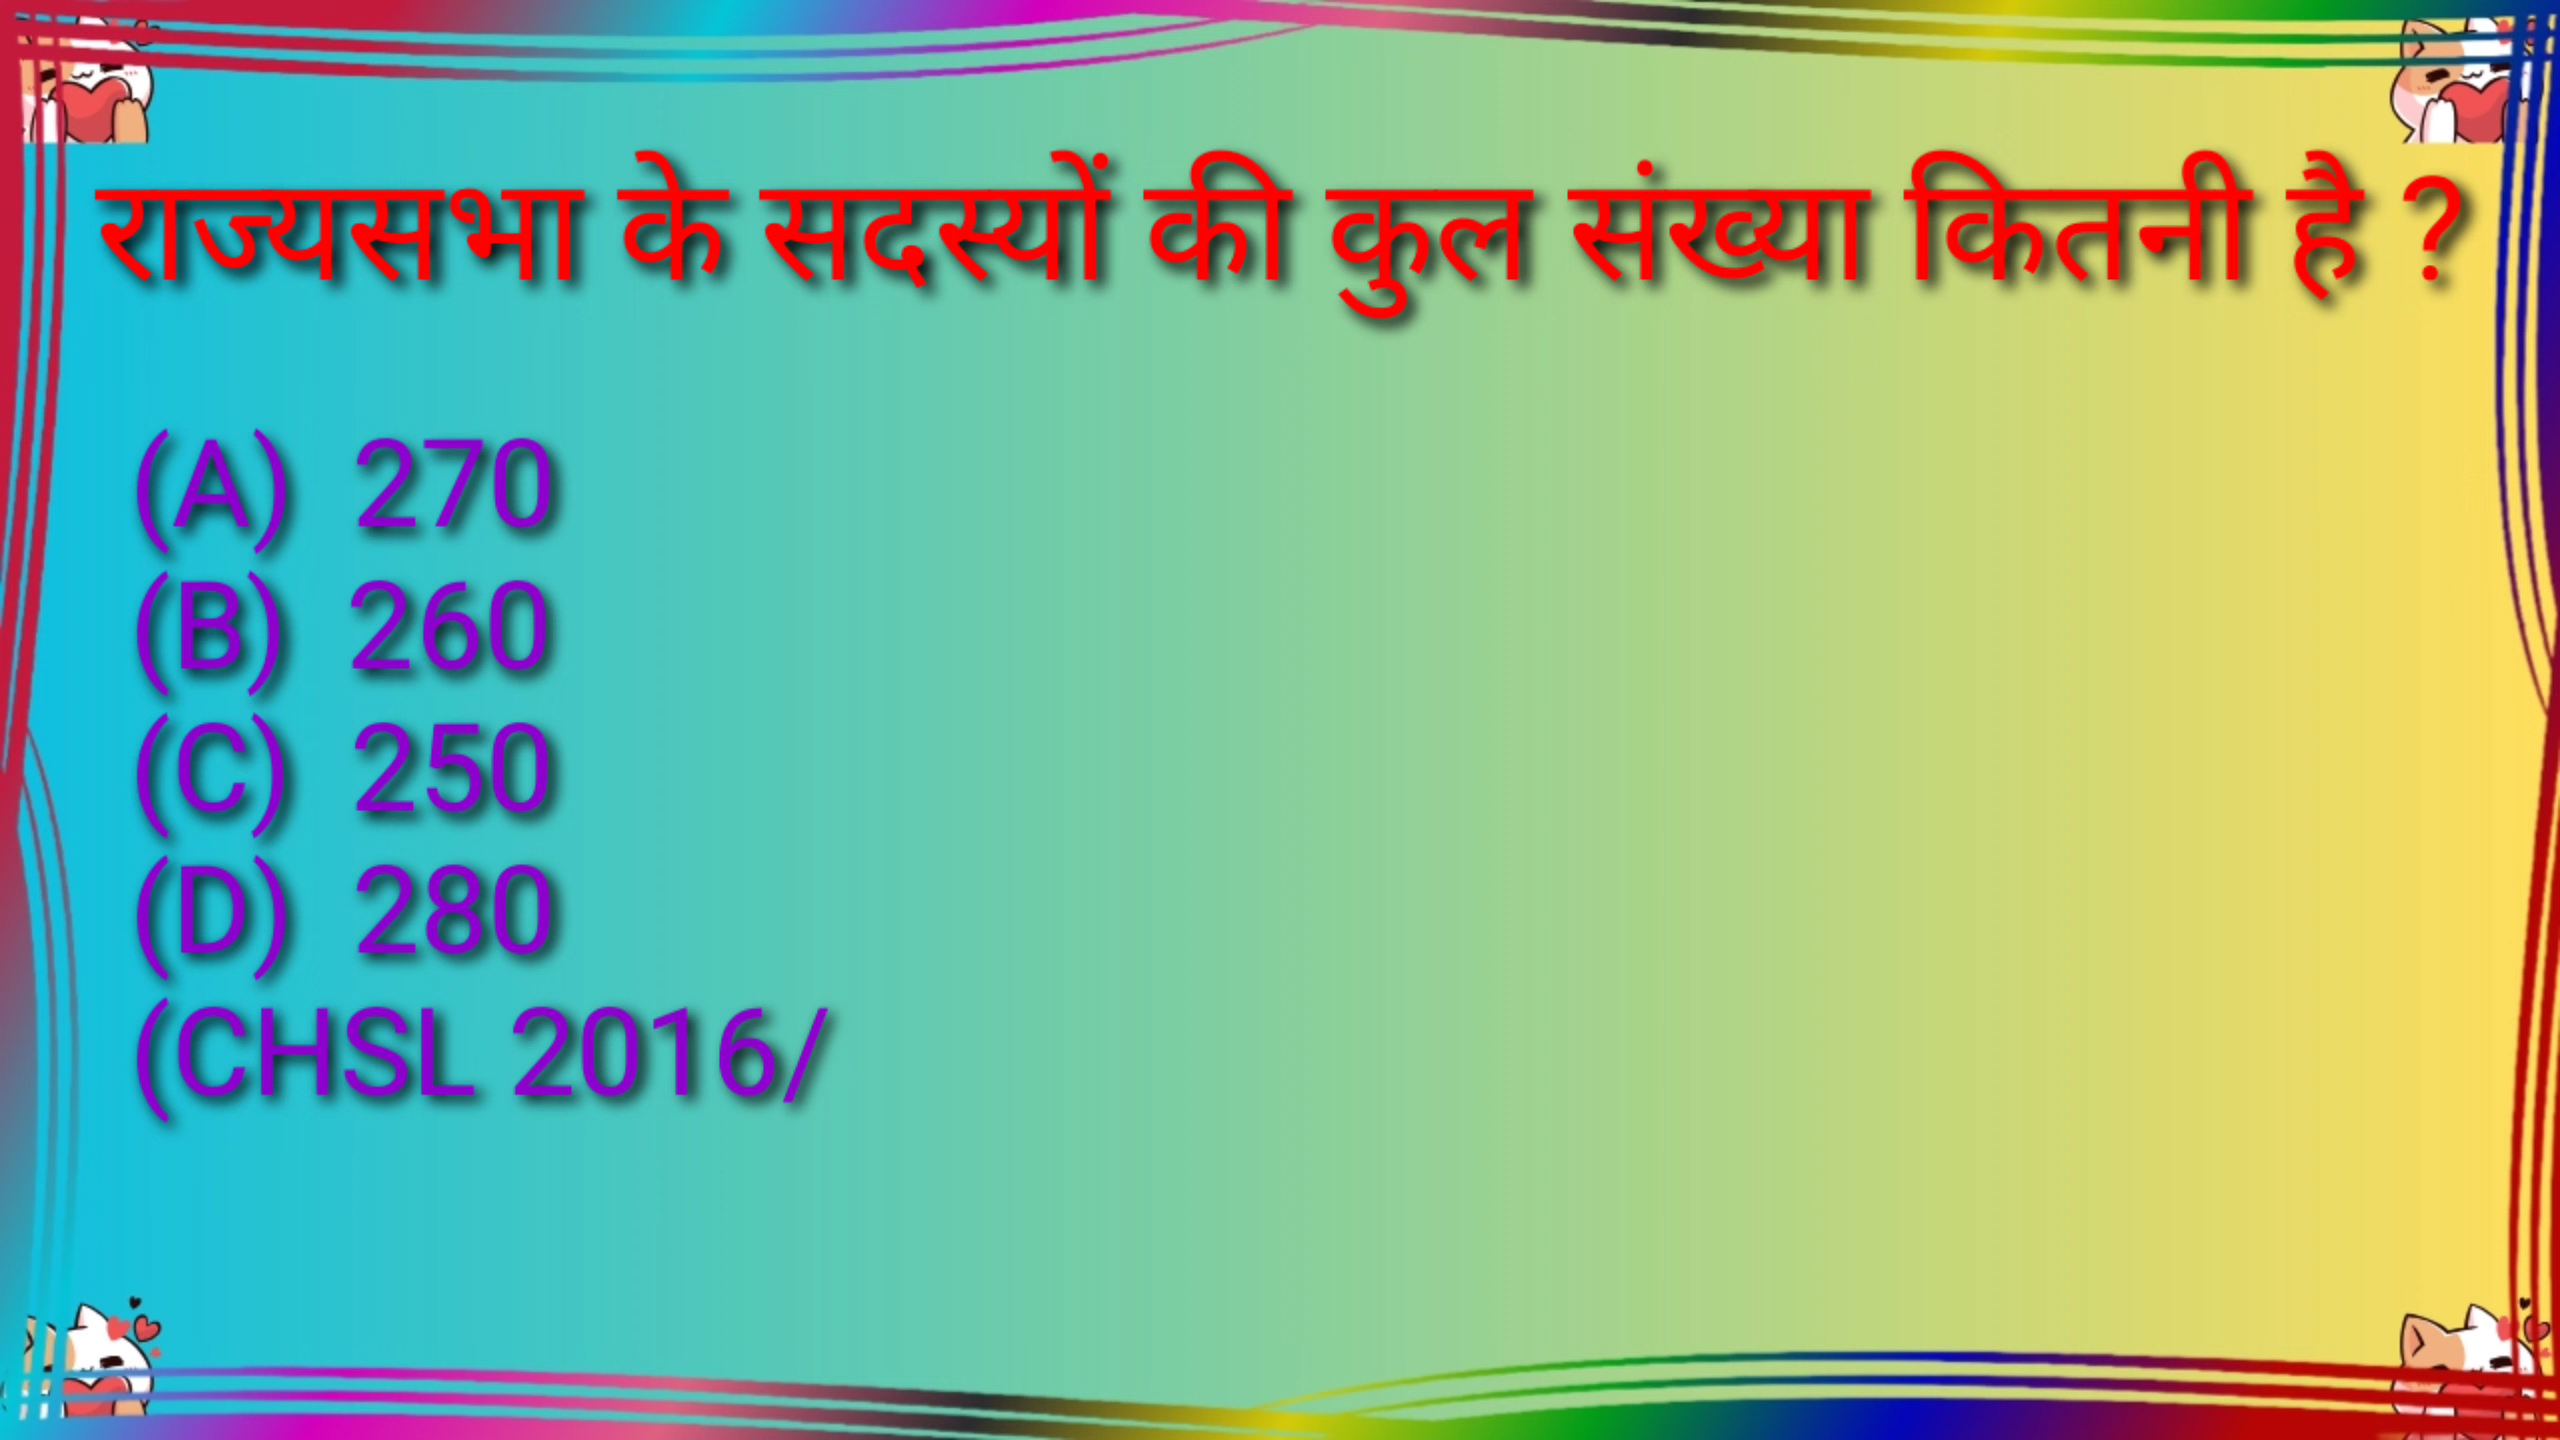 राज्यसभा के सदस्यों की कुल संख्या कितनी है ?
(A) 270
(B) 260
(C) 250
(D) 280
(CHSL 2016/